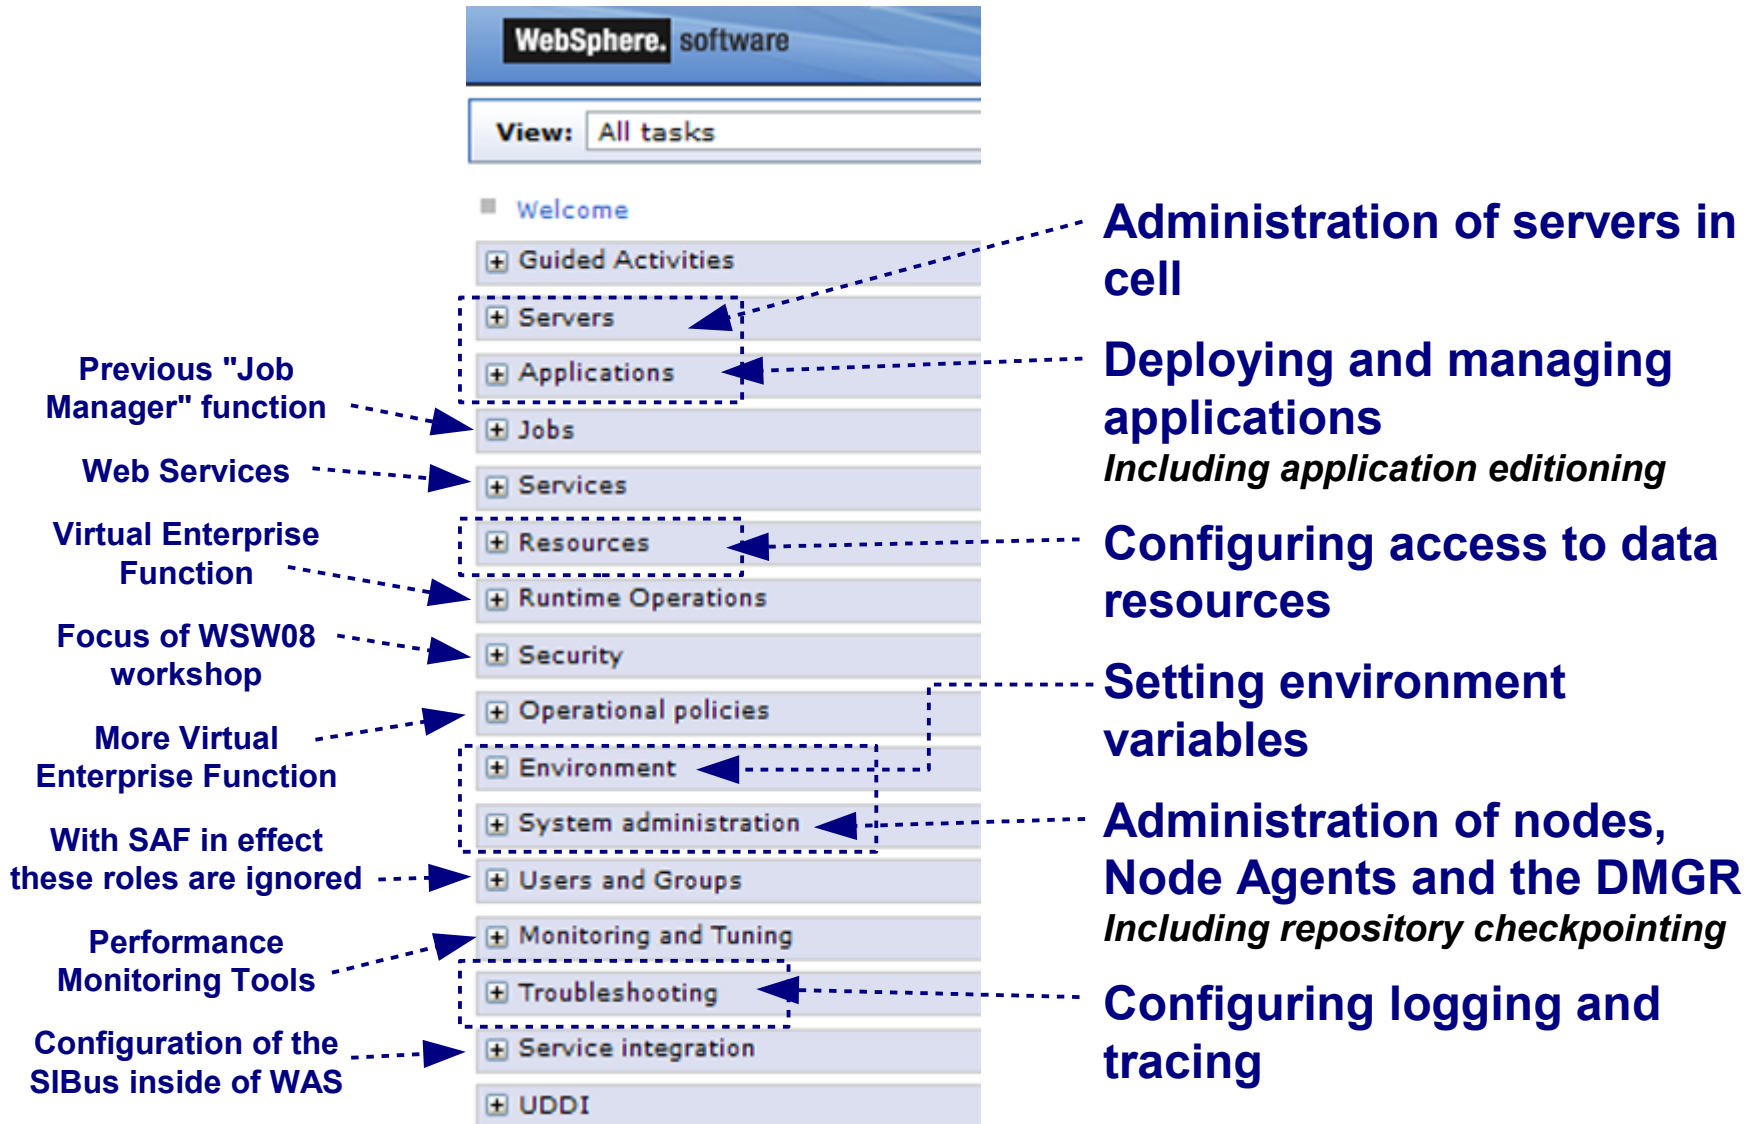 WebSphere. software
View: All tasks
Welcome
Guided Activities
Servers
Applications
Jobs
Services
Resources
Runtime Operations
Security
Operational policies
Environment
System administration
Users and Groups
Monitoring and Tuning
Troubleshooting
Service integration
UDDI
Previous "Job
Manager" function
Web Services
Virtual Enterprise
Function
Focus of WSW08
workshop
More Virtual
Enterprise Function
With SAF in effect
these roles are ignored
Performance
Monitoring Tools
Configuration of the
SIBus inside of WAS
Administration of servers in
cell
Deploying and managing
applications
Including application editioning
Configuring access to data
resources
Setting environment
variables
Administration of nodes,
Node Agents and the DMGR
Including repository checkpointing
Configuring logging and
tracing